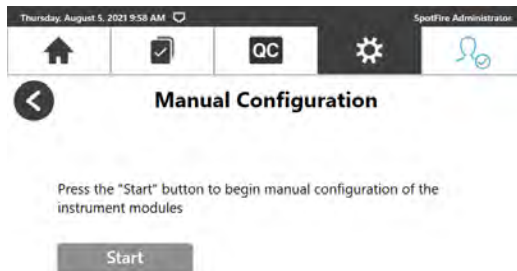 Thursday, August 5, 2021 9:58 AM
SpotFire Administrator
QC
Manual Configuration
Press the "Start" button to begin manual configuration of the
instrument modules
Start